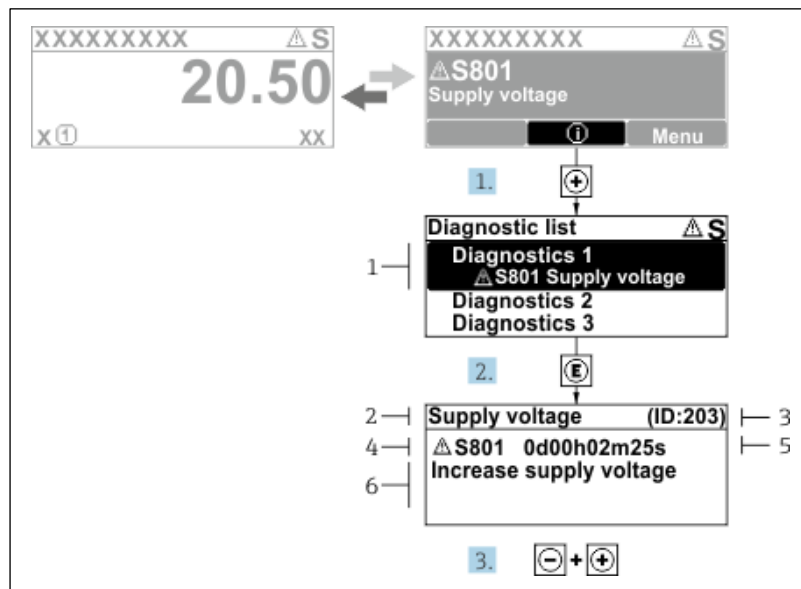 XXXXXXXXX ⚠S
20.50
X① XX
XXXXXXXXX ⚠S
⚠S801
Supply voltage
ⓘ Menu
1. +
Diagnostic list ⚠S
1 Diagnostics 1
⚠S801 Supply voltage
Diagnostics 2
Diagnostics 3
2. E
2 Supply voltage (ID:203) 3
4 ⚠S801 0d00h02m25s 5
6 Increase supply voltage
3. - + +